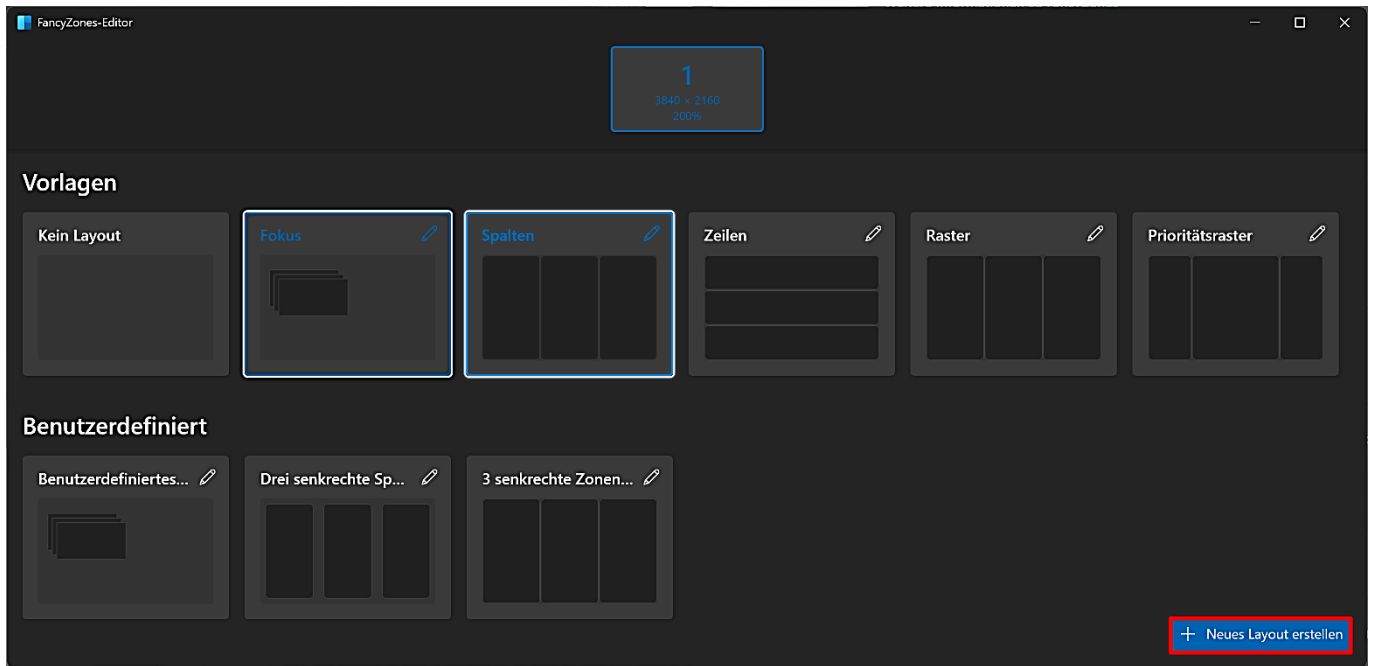 FancyZones-Editor
1
3840 × 2160
200%
Vorlagen
Kein Layout
Fokus
Spalten
Zeilen
Raster
Prioritätsraster
Benutzerdefiniert
Benutzerdefiniertes...
Drei senkrechte Sp...
3 senkrechte Zonen...
Neues Layout erstellen